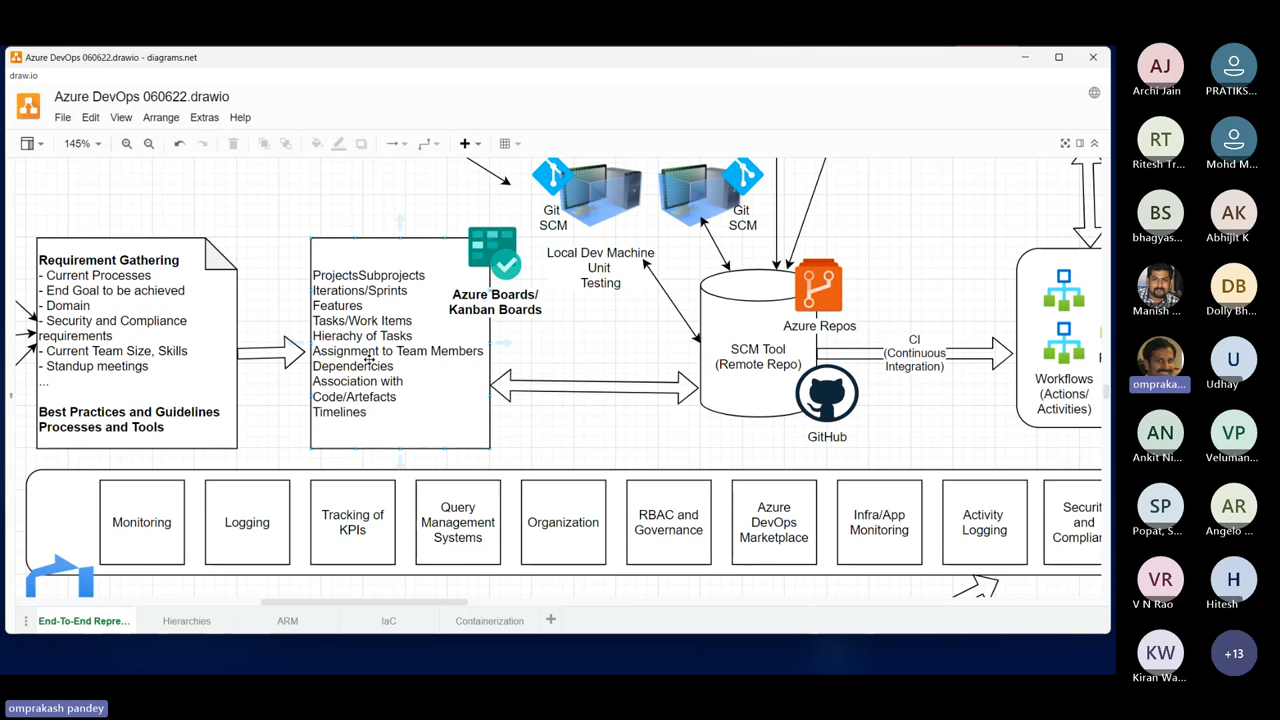 Azure DevOps 060622.drawio - diagrams.net
draw.io
Azure DevOps 060622.drawio
File Edit View Arrange Extras Help
145%
Requirement Gathering
- Current Processes
- End Goal to be achieved
- Domain
- Security and Compliance
requirements
- Current Team Size, Skills
- Standup meetings
...
Best Practices and Guidelines
Processes and Tools
ProjectsSubprojects
Iterations/Sprints
Features
Tasks/Work Items
Hierachy of Tasks
Assignment to Team Members
Dependencies
Association with
Code/Artefacts
Timelines
Azure Boards/
Kanban Boards
Git
SCM
Local Dev Machine
Unit
Testing
Git
SCM
Azure Repos
SCM Tool
(Remote Repo)
GitHub
CI
(Continuous
Integration)
Workflows
(Actions/
Activities)
Monitoring
Logging
Tracking of
KPIs
Query
Management
Systems
Organization
RBAC and
Governance
Azure
DevOps
Marketplace
Infra/App
Monitoring
Activity
Logging
Securit
and
Complian
End-To-End Repre... Hierarchies ARM IaC Containerization
AJ
Archi Jain
PRATIKS...
RT
Ritesh Tr...
Mohd M...
BS
bhagyas...
AK
Abhijit K
Manish ...
DB
Dolly Bh...
ompraka...
U
Udhay
AN
Ankit Ni...
VP
Veluman...
SP
Popat, S...
AR
Angelo ...
VR
V N Rao
H
Hitesh
KW
Kiran Wa...
+13
omprakash pandey